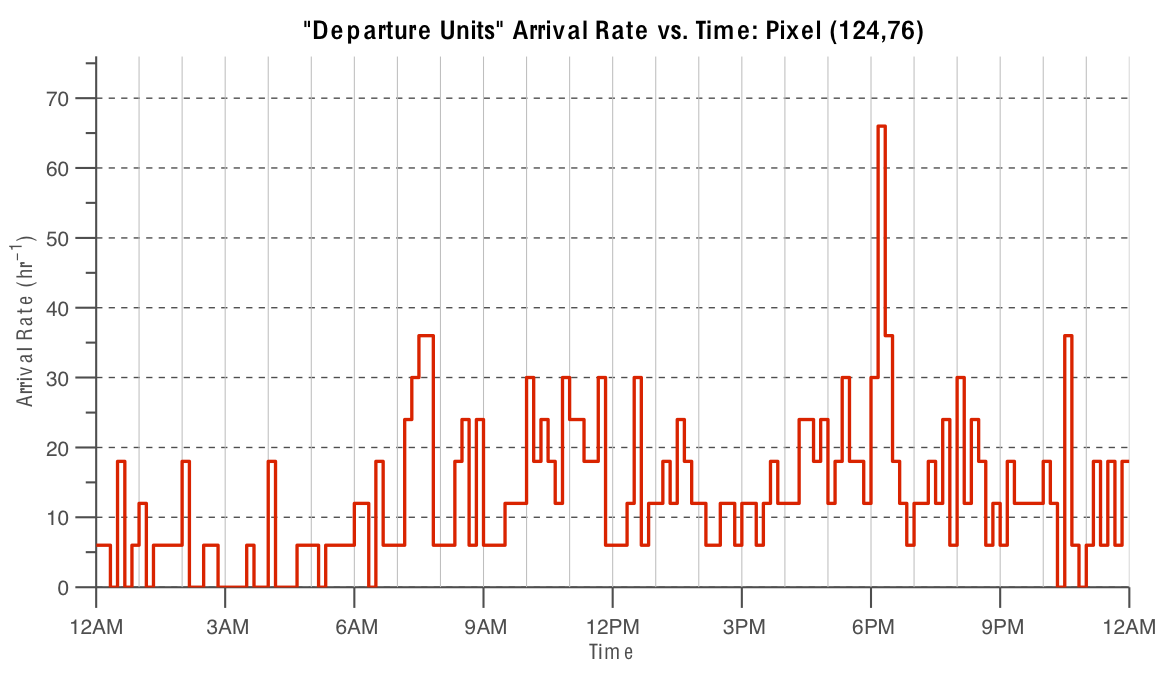 "Departure Units" Arrival Rate vs. Time: Pixel (124,76)
Arrival Rate (hr⁻¹)
70
60
50
40
30
20
10
0
12AM 3AM 6AM 9AM 12PM 3PM 6PM 9PM 12AM
Time